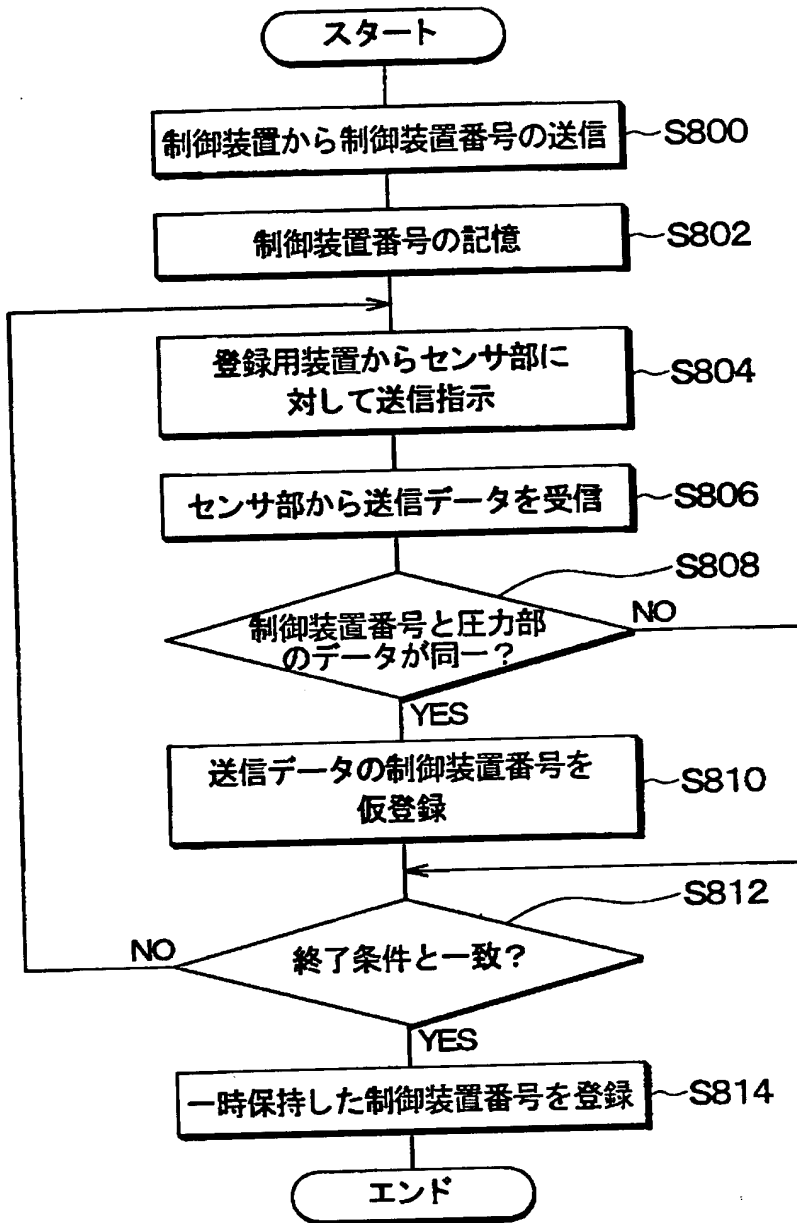 スタート
制御装置から制御装置番号の送信
S800
制御装置番号の記憶
S802
登録用装置からセンサ部に
対して送信指示
S804
センサ部から送信データを受信
S806
S808
制御装置番号と圧力部
のデータが同一？
NO
YES
送信データの制御装置番号を
仮登録
S810
S812
NO
終了条件と一致？
YES
一時保持した制御装置番号を登録
S814
エンド